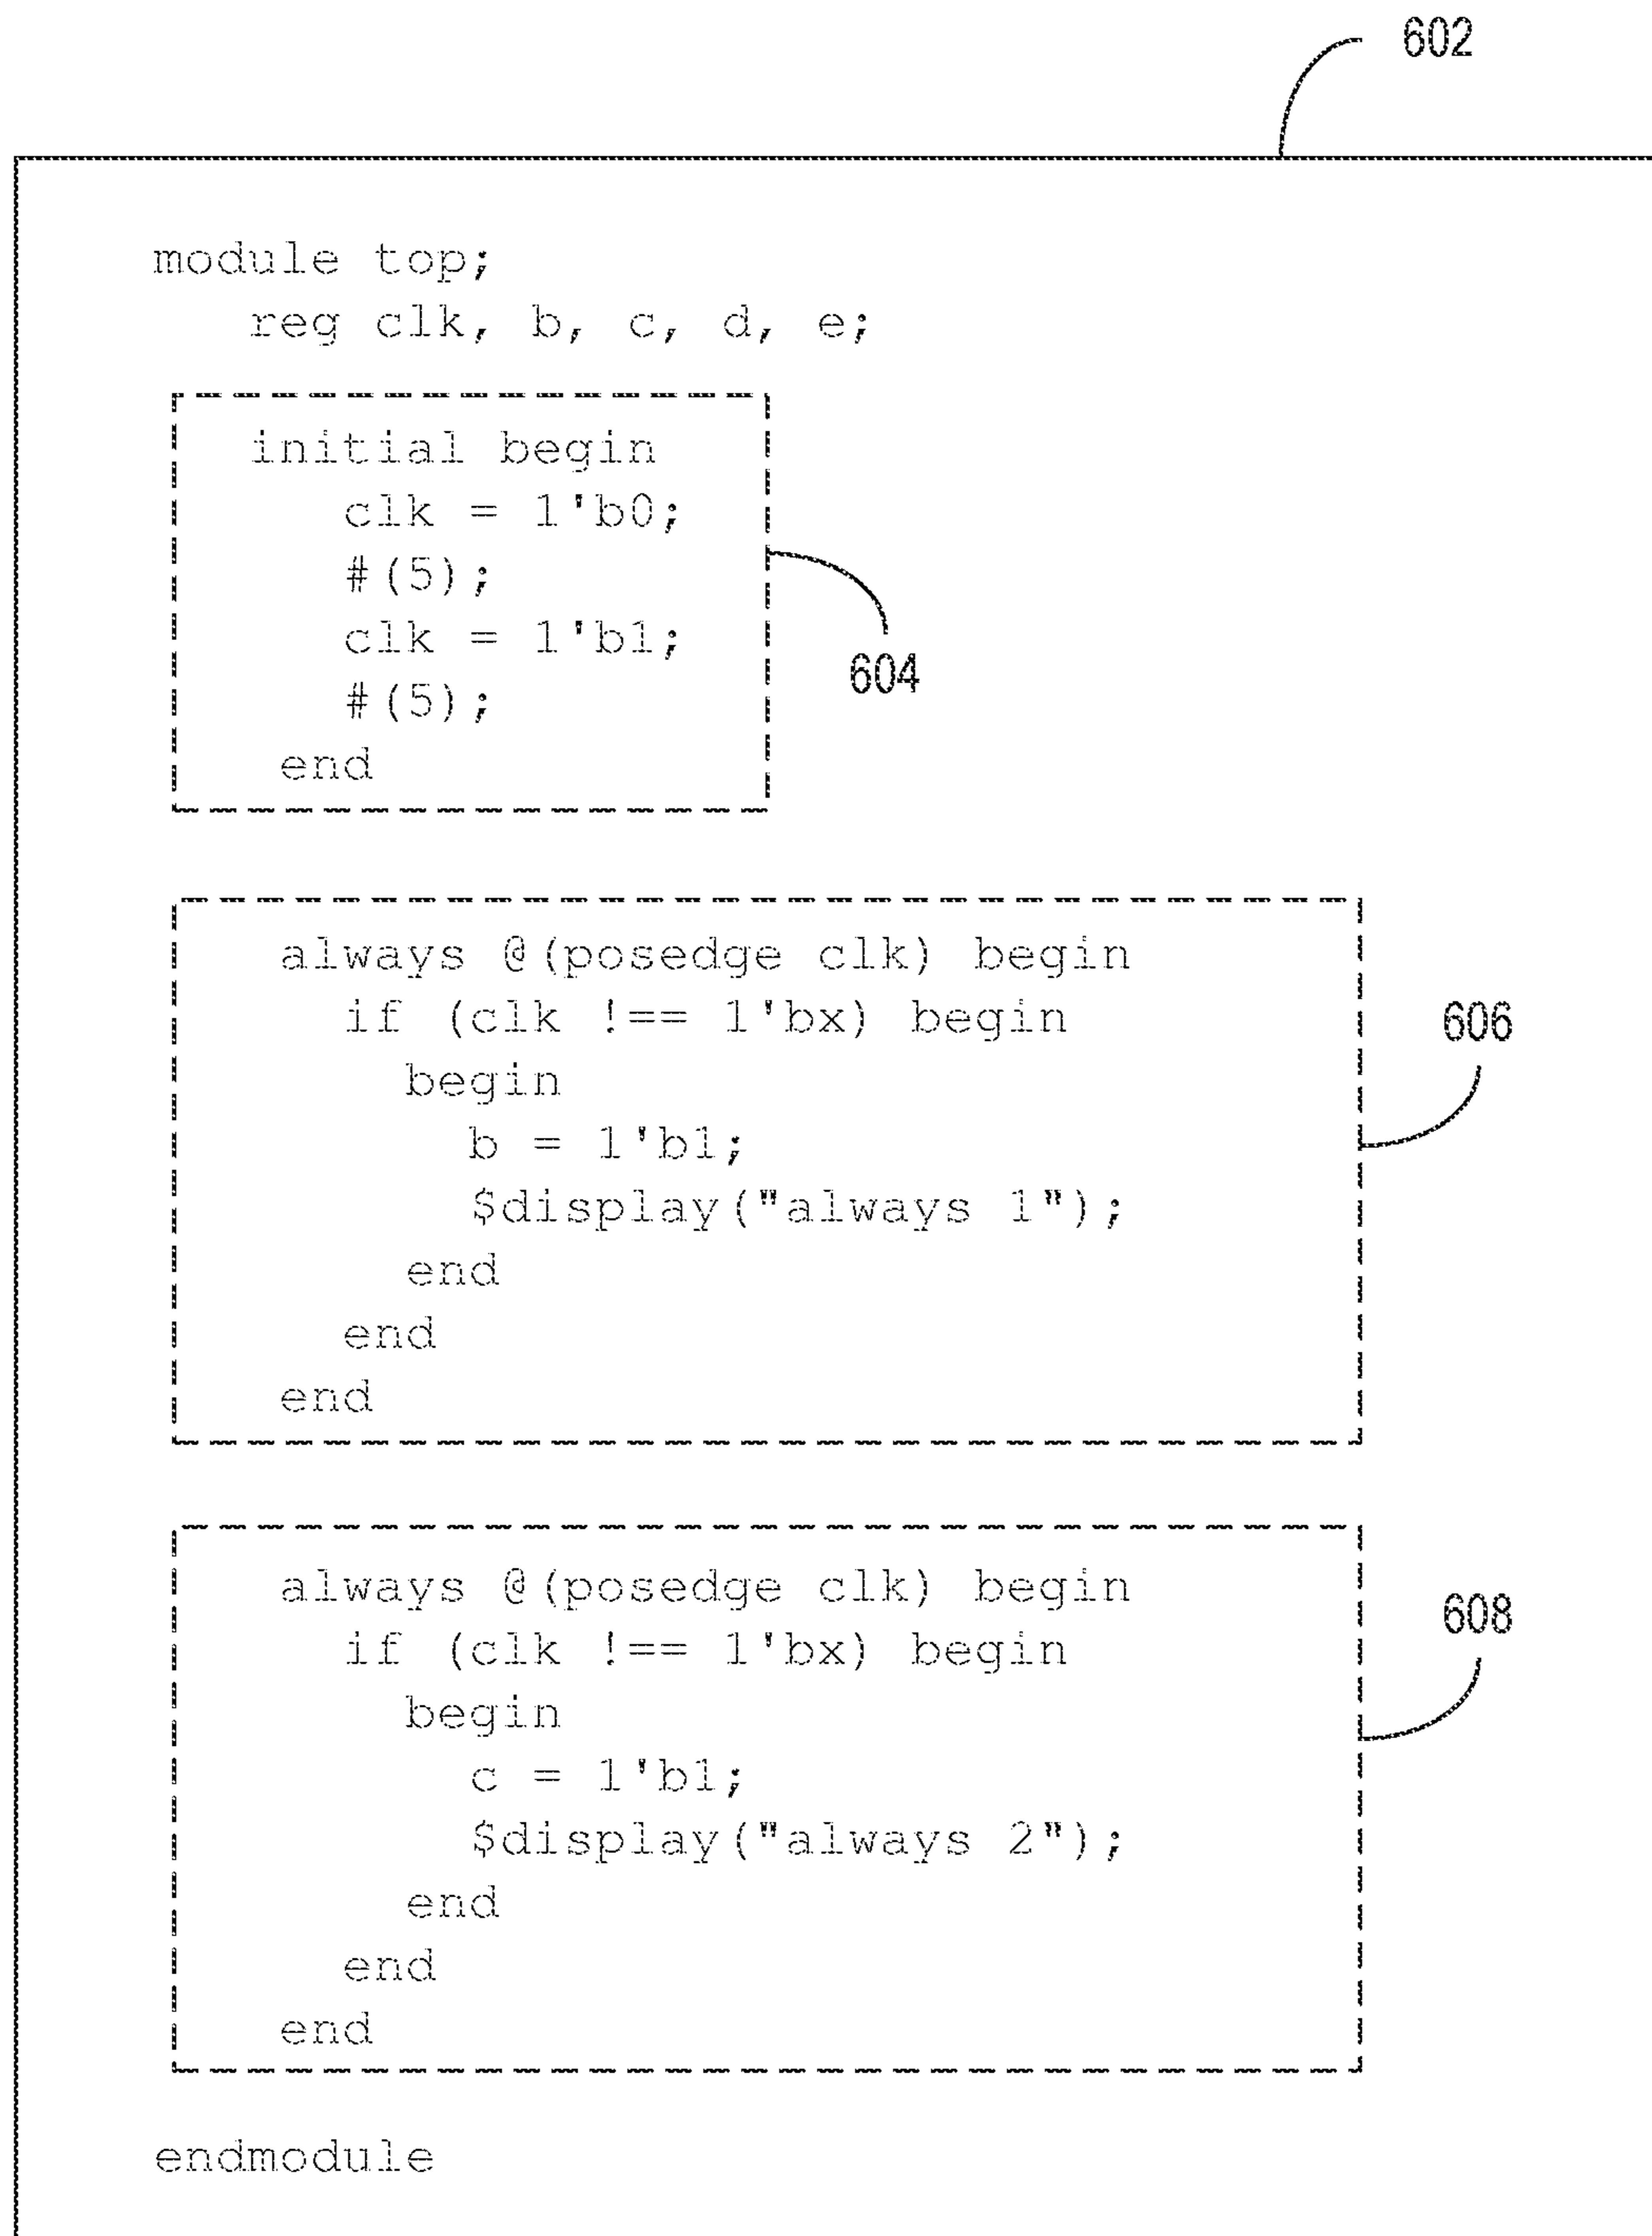 602
module top;
reg clk, b, c, d, e;
initial begin
clk = 1'b0;
#(5);
clk = 1'b1;
#(5);
end
604
always @(posedge clk) begin
if (clk !== 1'bx) begin
begin
b = 1'b1;
$display("always 1");
end
end
end
606
always @(posedge clk) begin
if (clk !== 1'bx) begin
begin
c = 1'b1;
$display("always 2");
end
end
end
608
endmodule